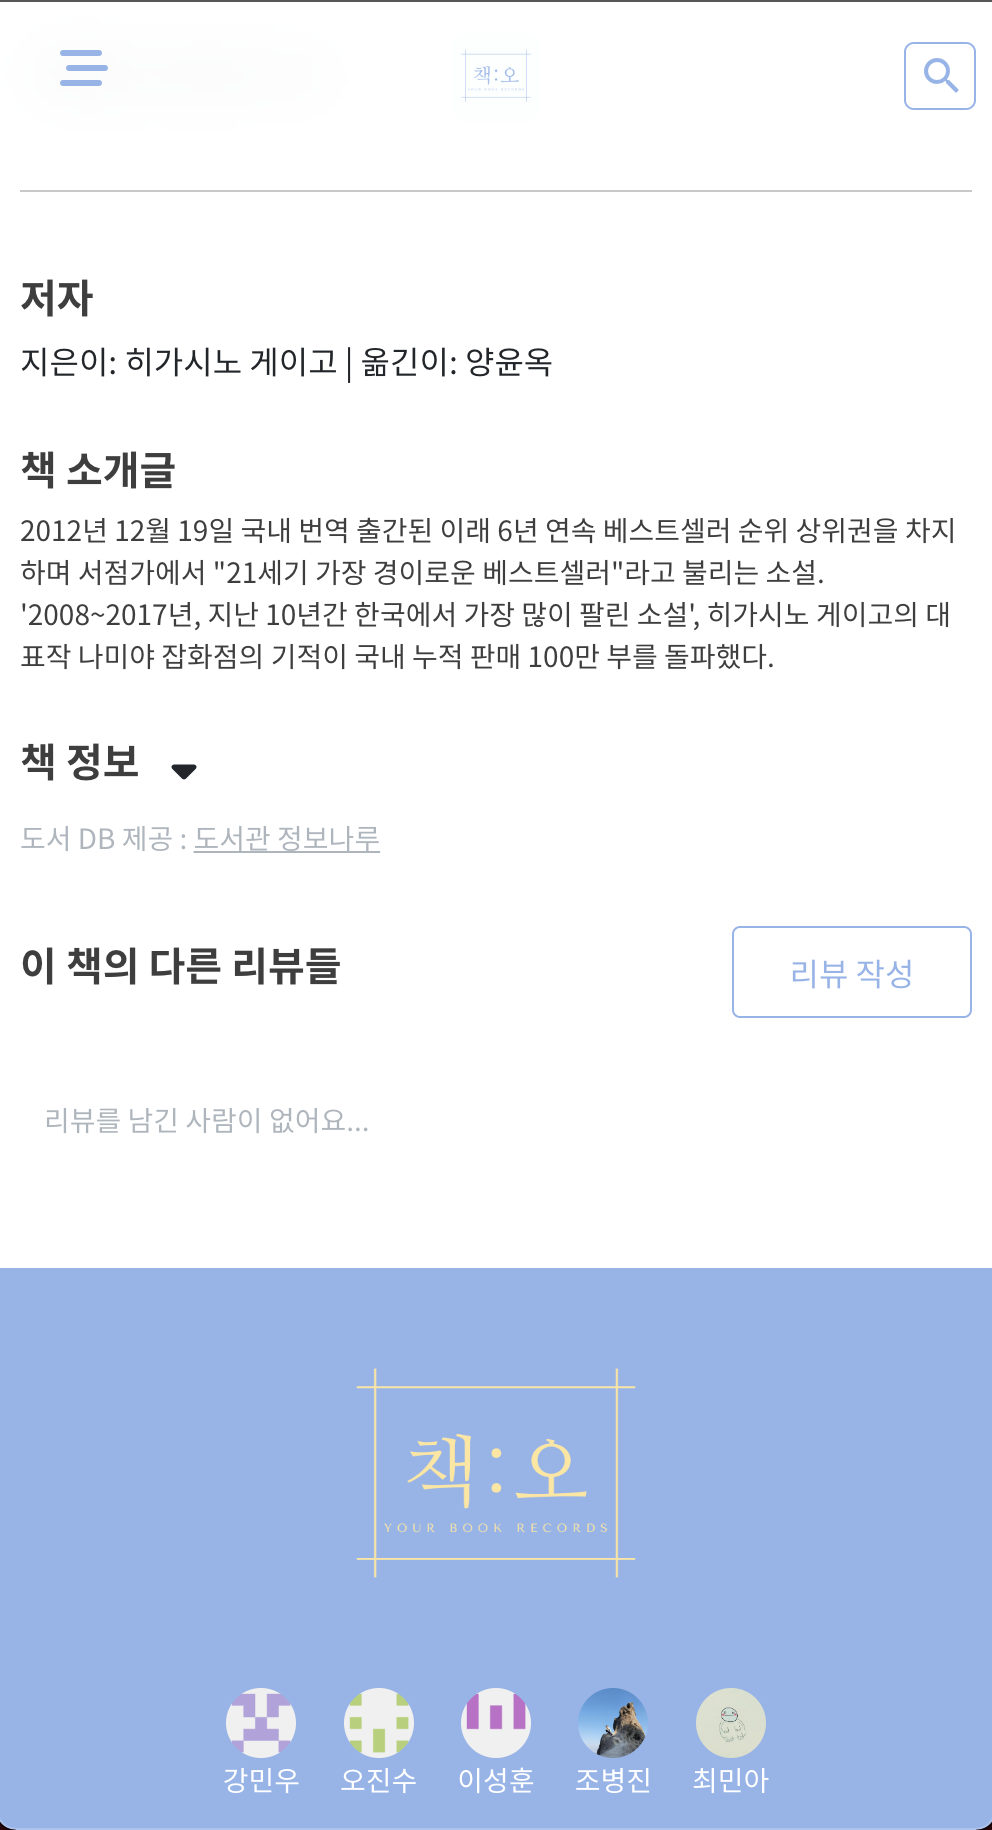 책:오
YOUR BOOK RECORDS
저자
지은이: 히가시노 게이고 | 옮긴이: 양윤옥
책 소개글
2012년 12월 19일 국내 번역 출간된 이래 6년 연속 베스트셀러 순위 상위권을 차지
하며 서점가에서 "21세기 가장 경이로운 베스트셀러"라고 불리는 소설.
'2008~2017년, 지난 10년간 한국에서 가장 많이 팔린 소설', 히가시노 게이고의 대
표작 나미야 잡화점의 기적이 국내 누적 판매 100만 부를 돌파했다.
책 정보
도서 DB 제공 : 도서관 정보나루
이 책의 다른 리뷰들
리뷰 작성
리뷰를 남긴 사람이 없어요...
책:오
YOUR BOOK RECORDS
강민우 오진수 이성훈 조병진 최민아